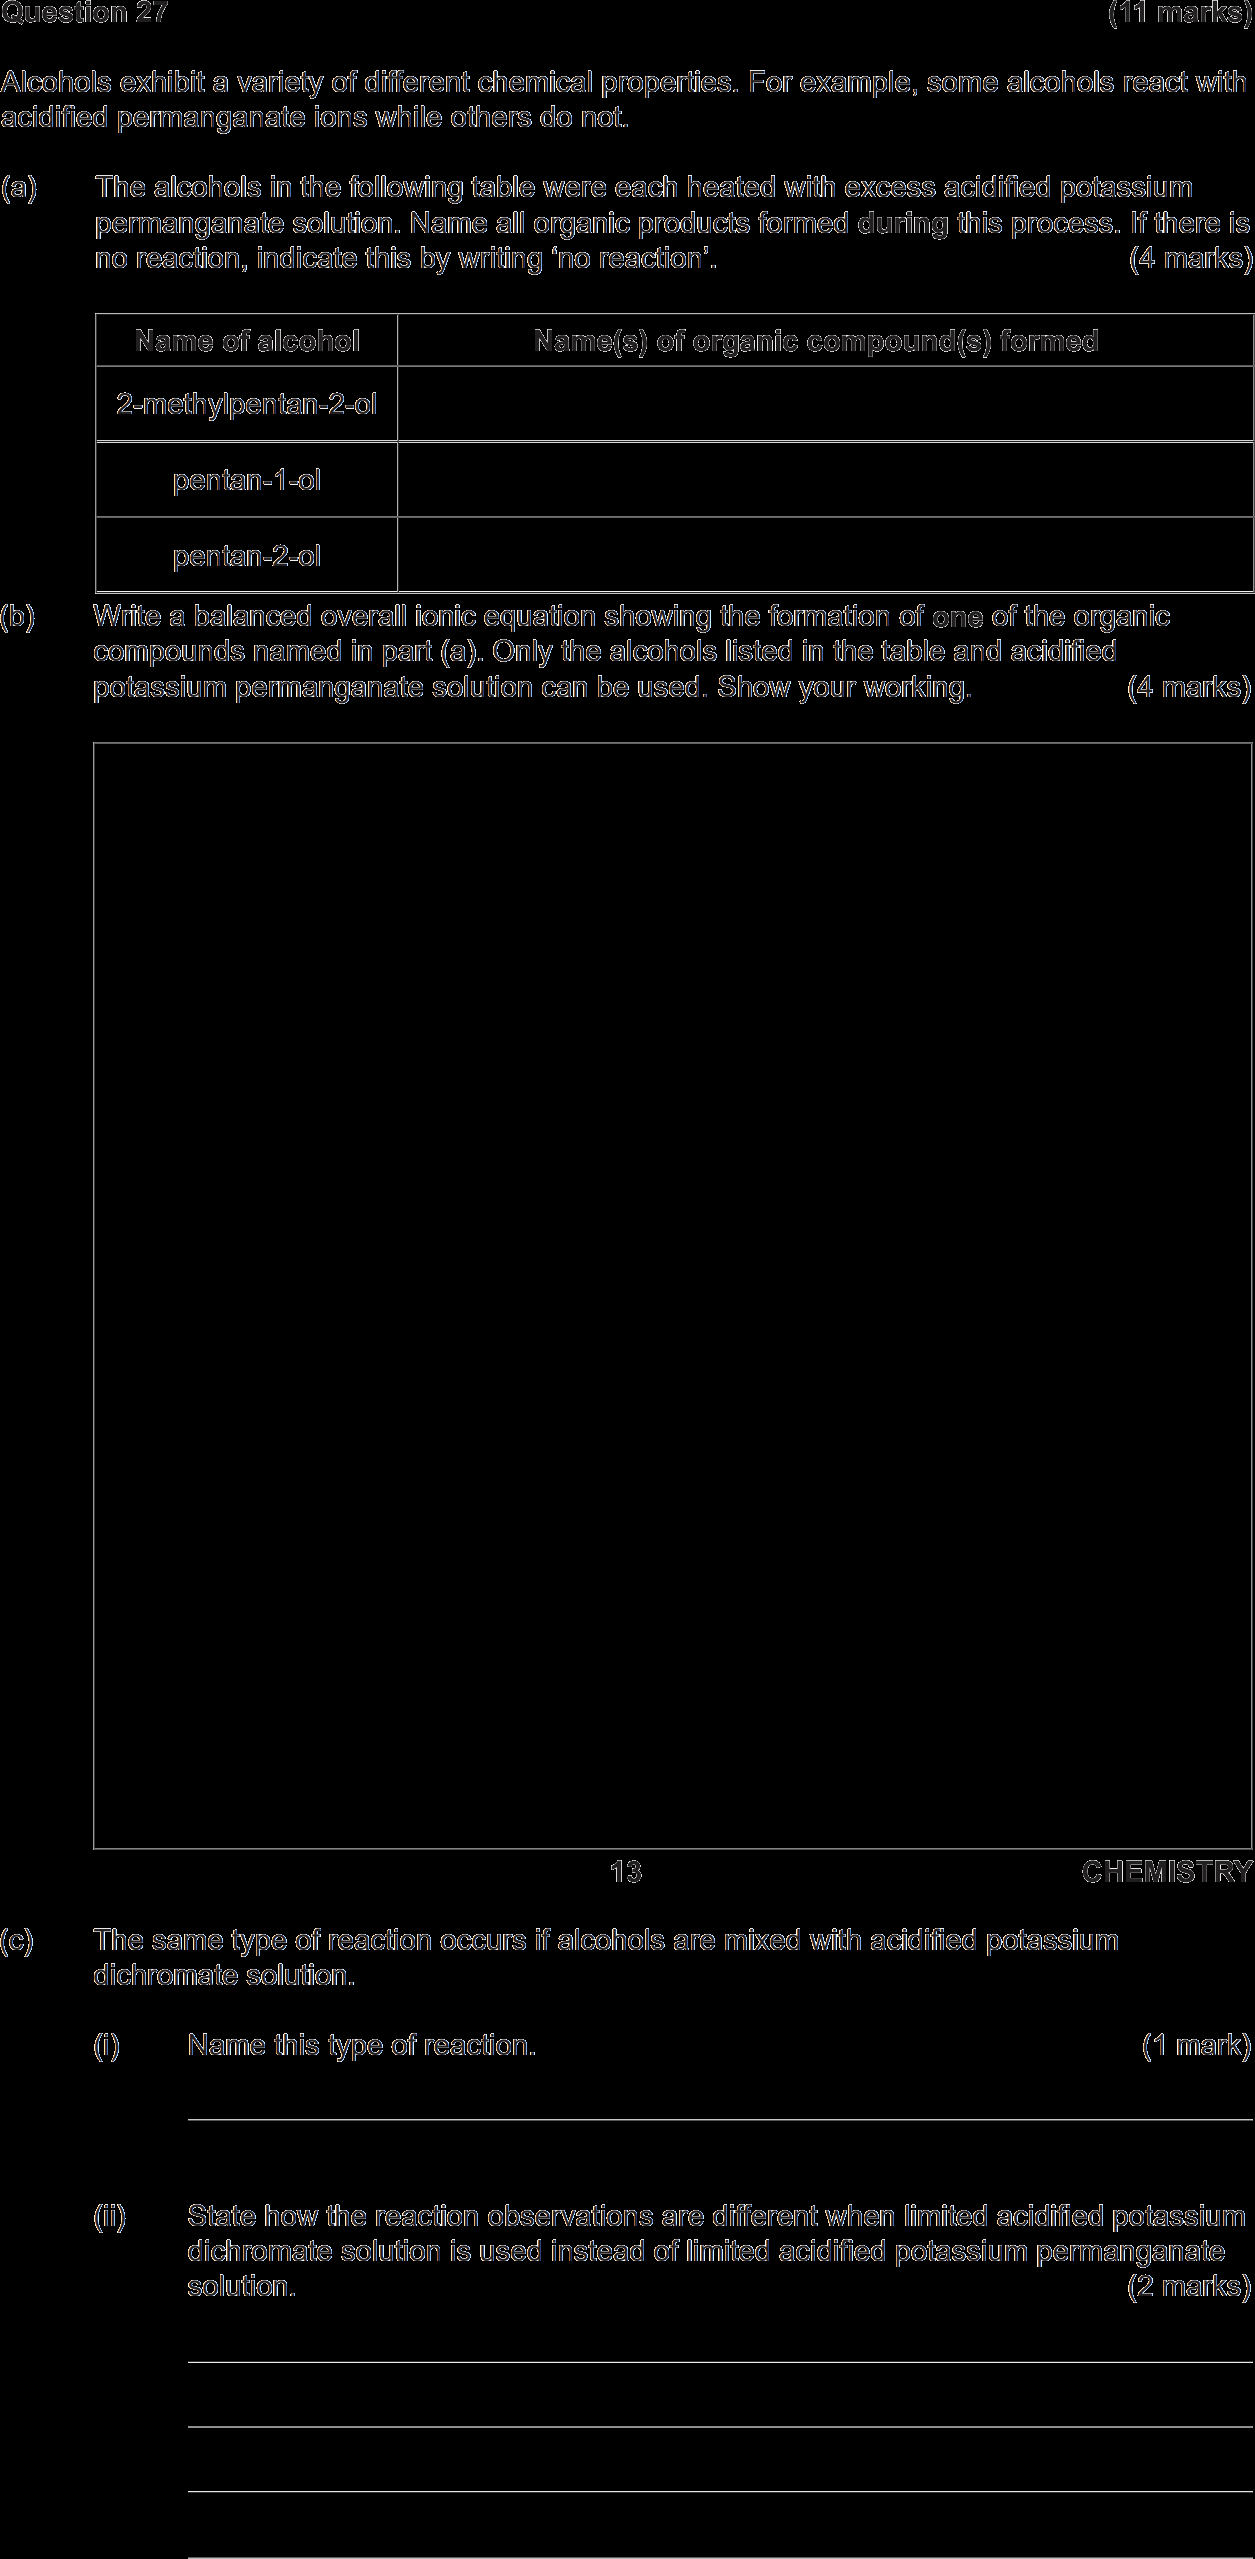 Question 27 (11 marks)
Alcohols exhibit a variety of different chemical properties. For example, some alcohols react with
acidified permanganate ions while others do not.
(a) The alcohols in the following table were each heated with excess acidified potassium
permanganate solution. Name all organic products formed during this process. If there is
no reaction, indicate this by writing ‘no reaction’. (4 marks)
Name of alcohol Name(s) of organic compound(s) formed
2-methylpentan-2-ol
pentan-1-ol
pentan-2-ol
(b) Write a balanced overall ionic equation showing the formation of one of the organic
compounds named in part (a). Only the alcohols listed in the table and acidified
potassium permanganate solution can be used. Show your working. (4 marks)
13 CHEMISTRY
(c) The same type of reaction occurs if alcohols are mixed with acidified potassium
dichromate solution.
(i) Name this type of reaction. (1 mark)
(ii) State how the reaction observations are different when limited acidified potassium
dichromate solution is used instead of limited acidified potassium permanganate
solution. (2 marks)